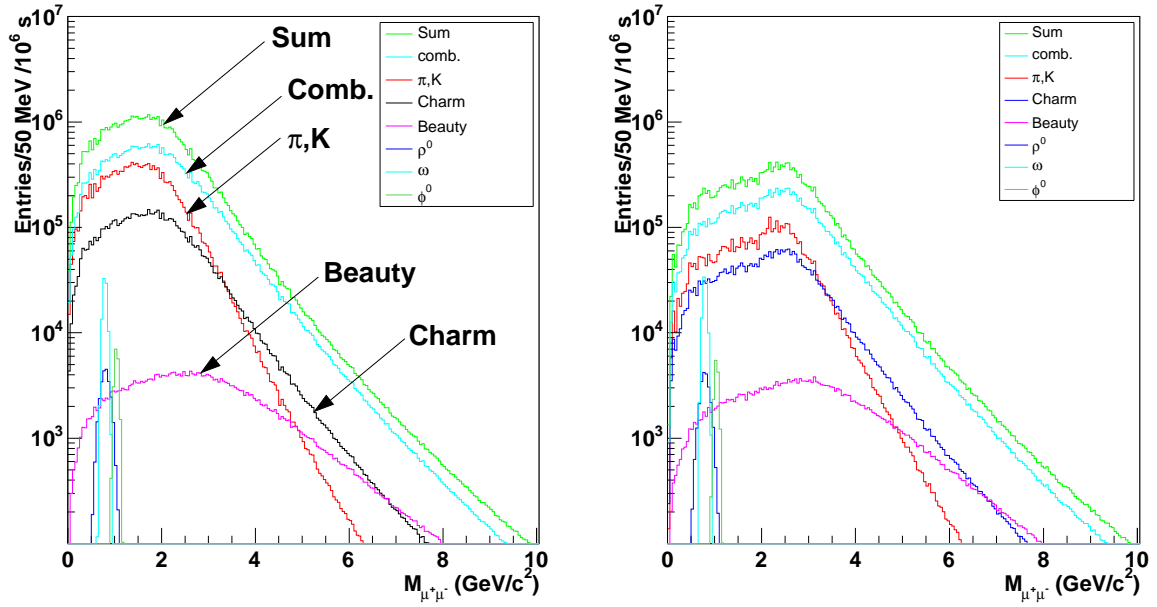 Entries/50 MeV /10⁶ s
10⁷
10⁶
10⁵
10⁴
10³
Sum
Comb.
π,K
Beauty
Charm
Sum
comb.
π,K
Charm
Beauty
ρ⁰
ω
ϕ⁰
0 2 4 6 8 10
M_μ⁺μ⁻ (GeV/c²)
Entries/50 MeV /10⁶ s
10⁷
10⁶
10⁵
10⁴
10³
Sum
comb.
π,K
Charm
Beauty
ρ⁰
ω
ϕ⁰
0 2 4 6 8 10
M_μ⁺μ⁻ (GeV/c²)